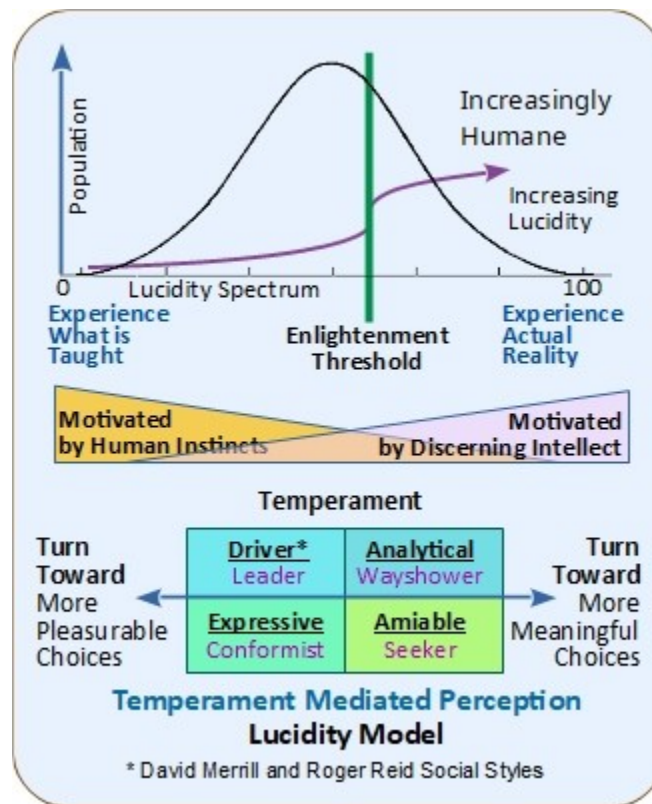 Population
Increasingly
Humane
Increasing
Lucidity
0
Lucidity Spectrum
100
Experience
What is
Taught
Enlightenment
Threshold
Experience
Actual
Reality
Motivated
by Human Instincts
Motivated
by Discerning Intellect
Temperament
Turn
Toward
More
Pleasurable
Choices
Driver*
Leader
Analytical
Wayshower
Expressive
Conformist
Amiable
Seeker
Turn
Toward
More
Meaningful
Choices
Temperament Mediated Perception
Lucidity Model
* David Merrill and Roger Reid Social Styles